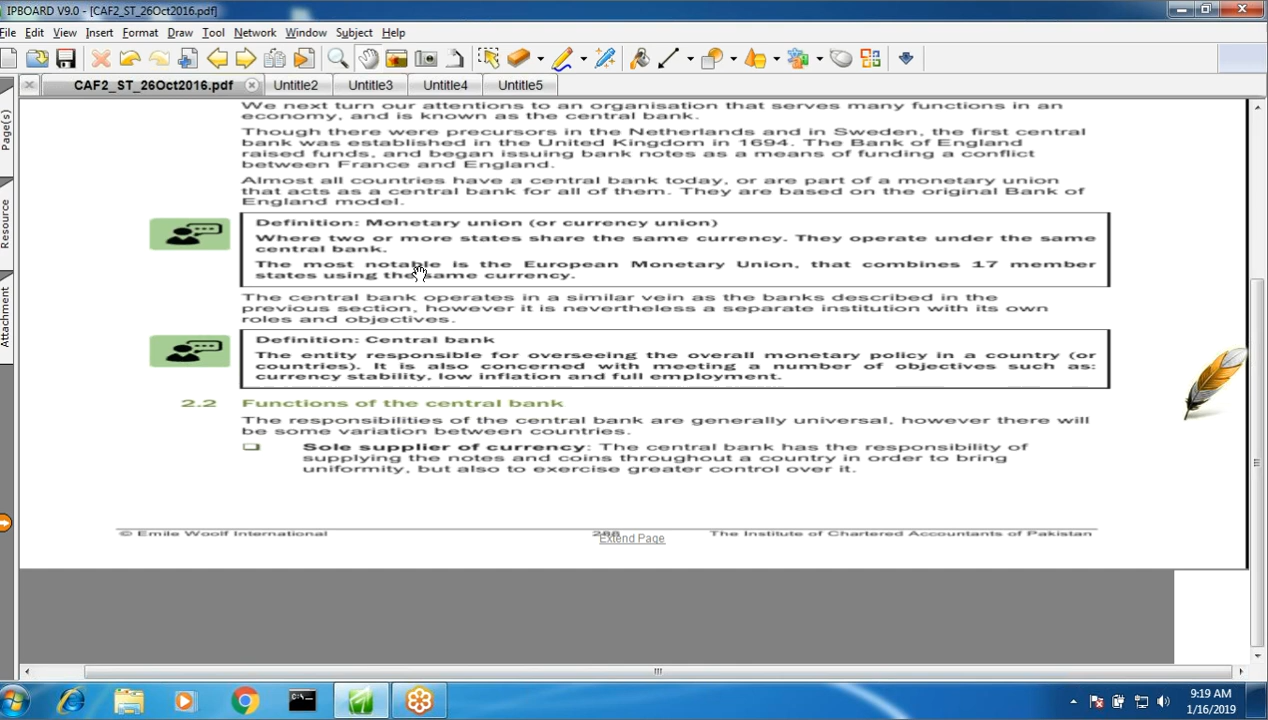 IPBOARD V9.0 - [CAF2_ST_26Oct2016.pdf]
File Edit View Insert Format Draw Tool Network Window Subject Help
CAF2_ST_26Oct2016.pdf Untitle2 Untitle3 Untitle4 Untitle5
Page(s)
Resource
Attachment
We next turn our attentions to an organisation that serves many functions in an
economy, and is known as the central bank.
Though there were precursors in the Netherlands and in Sweden, the first central
bank was established in the United Kingdom in 1694. The Bank of England
raised funds, and began issuing bank notes as a means of funding a conflict
between France and England.
Almost all countries have a central bank today, or are part of a monetary union
that acts as a central bank for all of them. They are based on the original Bank of
England model.
Definition: Monetary union (or currency union)
Where two or more states share the same currency. They operate under the same
central bank.
The most notable is the European Monetary Union, that combines 17 member
states using the same currency.
The central bank operates in a similar vein as the banks described in the
previous section, however it is nevertheless a separate institution with its own
roles and objectives.
Definition: Central bank
The entity responsible for overseeing the overall monetary policy in a country (or
countries). It is also concerned with meeting a number of objectives such as:
currency stability, low inflation and full employment.
2.2 Functions of the central bank
The responsibilities of the central bank are generally universal, however there will
be some variation between countries.
Sole supplier of currency: The central bank has the responsibility of
supplying the notes and coins throughout a country in order to bring
uniformity, but also to exercise greater control over it.
© Emile Woolf International The Institute of Chartered Accountants of Pakistan
Extend Page
9:19 AM
1/16/2019